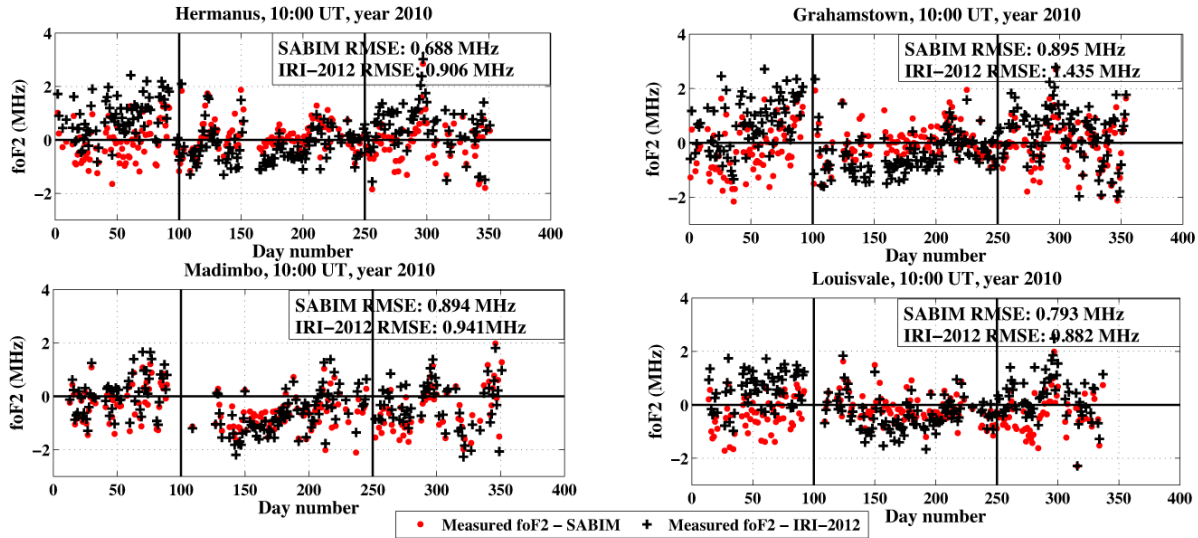 Hermanus, 10:00 UT, year 2010
SABIM RMSE: 0.688 MHz
IRI−2012 RMSE: 0.906 MHz
foF2 (MHz)
4
2
0
−2
0 50 100 150 200 250 300 350 400
Day number
Grahamstown, 10:00 UT, year 2010
SABIM RMSE: 0.895 MHz
IRI−2012 RMSE: 1.435 MHz
foF2 (MHz)
4
2
0
−2
0 50 100 150 200 250 300 350 400
Day number
Madimbo, 10:00 UT, year 2010
SABIM RMSE: 0.894 MHz
IRI−2012 RMSE: 0.941MHz
foF2 (MHz)
4
2
0
−2
0 50 100 150 200 250 300 350 400
Day number
Louisvale, 10:00 UT, year 2010
SABIM RMSE: 0.793 MHz
IRI−2012 RMSE: 0.882 MHz
foF2 (MHz)
4
2
0
−2
0 50 100 150 200 250 300 350 400
Day number
Measured foF2 − SABIM Measured foF2 − IRI−2012